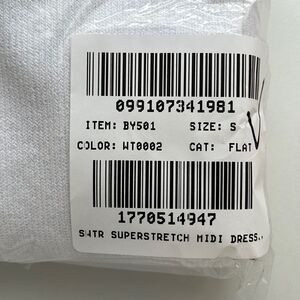 099107341981
ITEM: BY501 SIZE: S
COLOR: WT0002 CAT: FLAT
1770514947
SWTR SUPERSTRETCH MIDI DRESS..